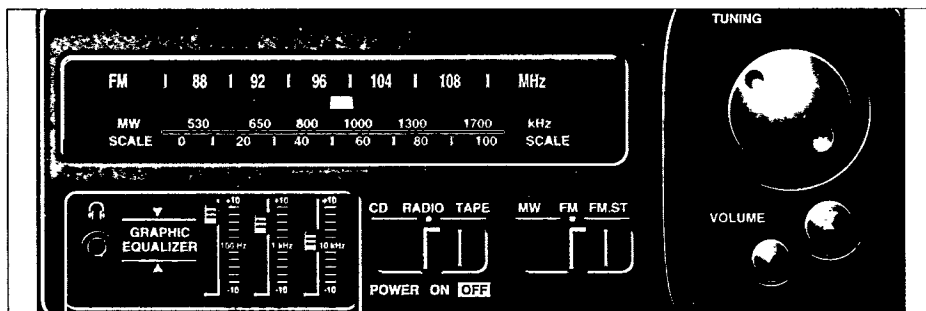 TUNING
FM 88 92 96 104 108 MHz
MW 530 650 800 1000 1300 1700 kHz
SCALE 0 20 40 60 80 100 SCALE
VOLUME
CD RADIO TAPE
MW FM FM.ST
POWER ON OFF
GRAPHIC
EQUALIZER
+10 +10 +10
100 Hz 1 kHz 10 kHz
-10 -10 -10